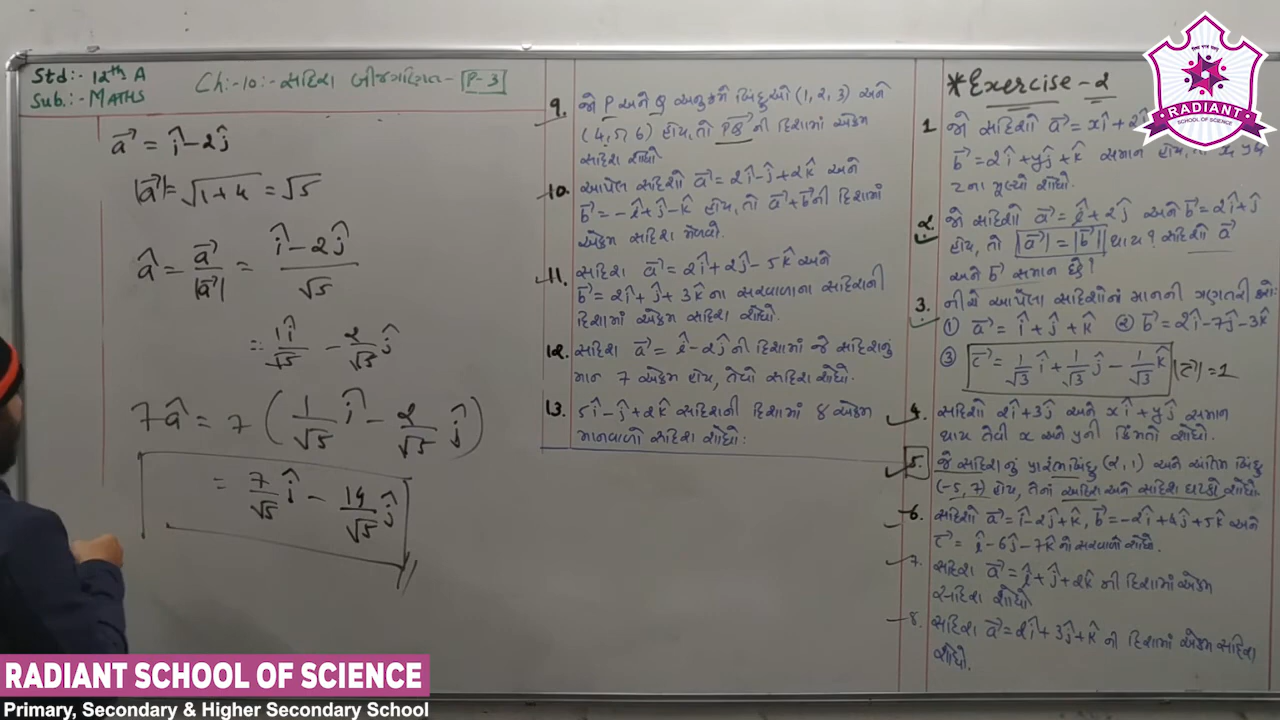 Std:- 12th A
Sub.:- MATHS
Ch:-10:- સદિશ બીજગણિત - P-3
a⃗ = î - 2ĵ
|a⃗| = √1+4 = √5
â = a⃗/|a⃗| = î - 2ĵ/√5
= 1î/√5 - 2/√5 ĵ
7â = 7 (1/√5 î - 2/√5 ĵ)
= 7/√5 î - 14/√5 ĵ
9. જો P અને Q અનુક્રમે બિંદુઓ (1, 2, 3) અને
(4, 5, 6) હોય, તો PQ⃗ ની દિશામાં એકમ
સદિશ શોધો
10. આપેલ સદિશો a⃗ = 2î - ĵ + 2k̂ અને
b⃗ = -î + ĵ - k̂ હોય, તો a⃗ + b⃗ ની દિશામાં
એકમ સદિશ મેળવો.
11. સદિશ a⃗ = 2î + 2ĵ - 5k̂ અને
b⃗ = 2î + ĵ + 3k̂ ના સરવાળાના સદિશની
દિશામાં એકમ સદિશ શોધો.
12. સદિશ a⃗ = î - 2ĵ ની દિશામાં જે સદિશનું
માન 7 એકમ હોય, તેવો સદિશ શોધો.
13. 5î - ĵ + 2k̂ સદિશની દિશામાં 8 એકમ
માનવાળો સદિશ શોધો:
*Exercise - 2
1 જો સદિશો a⃗ = xî + 2
b⃗ = 2î + yĵ + k̂ સમાન હોય, તો x, y અને
zના મૂલ્યો શોધો.
2. જો સદિશો a⃗ = î + 2ĵ અને b⃗ = 2î + ĵ
હોય, તો |a⃗| = |b⃗| થાય? સદિશો a⃗
અને b⃗ સમાન છે?
3. નીચે આપેલા સદિશોનાં માનની ગણતરી કરો:
① a⃗ = î + ĵ + k̂ ② b⃗ = 2î - 7ĵ - 3k̂
③ c⃗ = 1/√3 î + 1/√3 ĵ - 1/√3 k̂ |c⃗| = 1
4. સદિશો 2î + 3ĵ અને xî + yĵ સમાન
થાય તેવી x અને yની કિંમતો શોધો.
5. જે સદિશનું પ્રારંભબિંદુ (2, 1) અને અંતિમ બિંદુ
(-5, 7) હોય, તેનાં અદિશ અને સદિશ ઘટકો શોધો.
6. સદિશો a⃗ = î - 2ĵ + k̂, b⃗ = -2î + 4ĵ + 5k̂ અને
c⃗ = î - 6ĵ - 7k̂ નો સરવાળો શોધો.
7. સદિશ a⃗ = î + ĵ + 2k̂ ની દિશામાં એકમ
સદિશ શોધો
8. સદિશ a⃗ = 2î + 3ĵ + k̂ ની દિશામાં એકમ સદિશ
શોધો.
RADIANT
SCHOOL OF SCIENCE
RADIANT SCHOOL OF SCIENCE
Primary, Secondary & Higher Secondary School